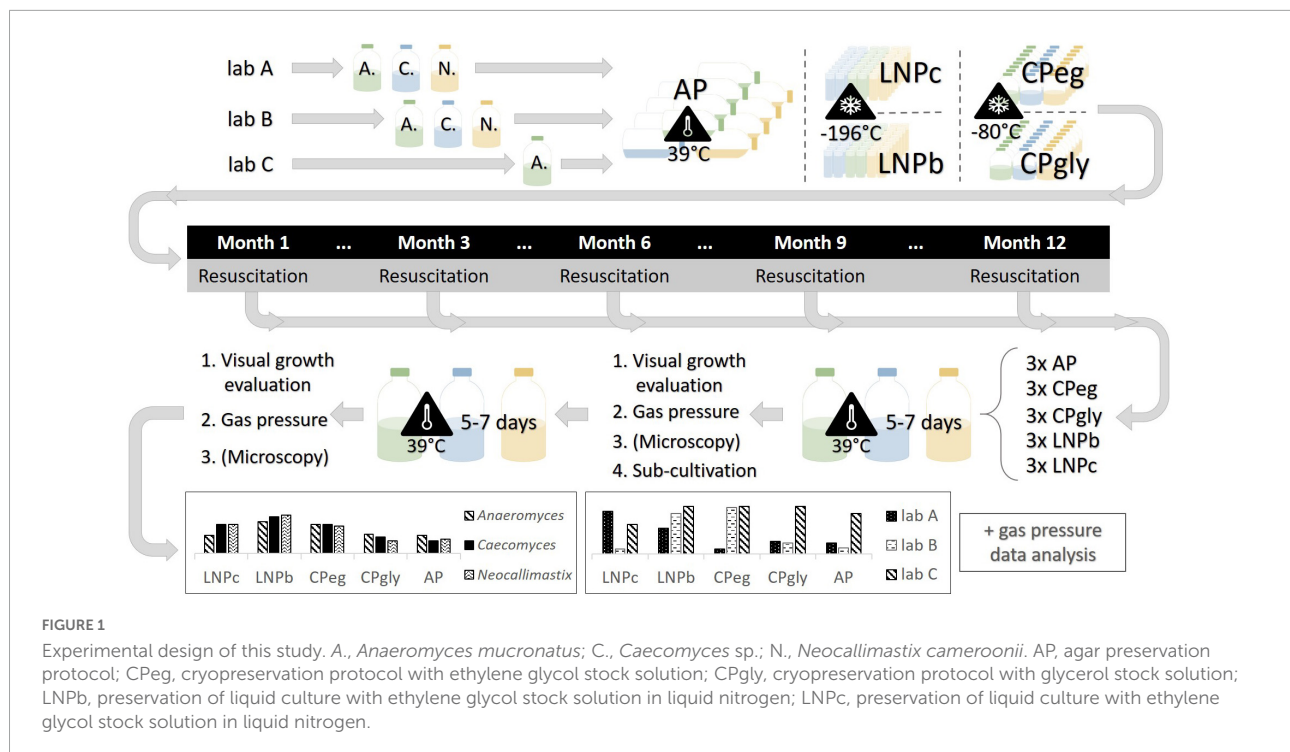 lab A
A. C. N.
lab B
A. C. N.
lab C
A.
AP
39°C
LNPc
-196°C
LNPb
CPeg
-80°C
CPgly
Month 1 ... Month 3 ... Month 6 ... Month 9 ... Month 12
Resuscitation Resuscitation Resuscitation Resuscitation Resuscitation
1. Visual growth
evaluation
2. Gas pressure
3. (Microscopy)
5-7 days
39°C
1. Visual growth
evaluation
2. Gas pressure
3. (Microscopy)
4. Sub-cultivation
5-7 days
39°C
3x AP
3x CPeg
3x CPgly
3x LNPb
3x LNPc
Anaeromyces
Caecomyces
Neocallimastix
LNPc LNPb CPeg CPgly AP
lab A
lab B
lab C
LNPc LNPb CPeg CPgly AP
+ gas pressure
data analysis
FIGURE 1
Experimental design of this study. A., Anaeromyces mucronatus; C., Caecomyces sp.; N., Neocallimastix cameroonii. AP, agar preservation
protocol; CPeg, cryopreservation protocol with ethylene glycol stock solution; CPgly, cryopreservation protocol with glycerol stock solution;
LNPb, preservation of liquid culture with ethylene glycol stock solution in liquid nitrogen; LNPc, preservation of liquid culture with ethylene
glycol stock solution in liquid nitrogen.